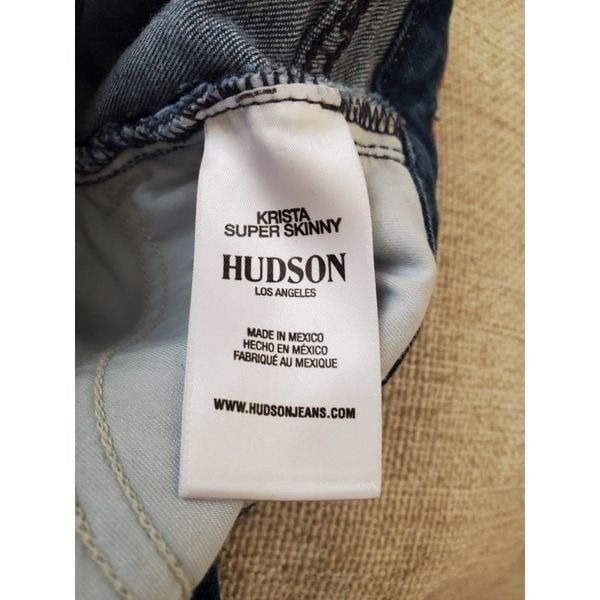 KRISTA
SUPER SKINNY
HUDSON
LOS ANGELES
MADE IN MEXICO
HECHO EN MÉXICO
FABRIQUÉ AU MEXIQUE
WWW.HUDSONJEANS.COM